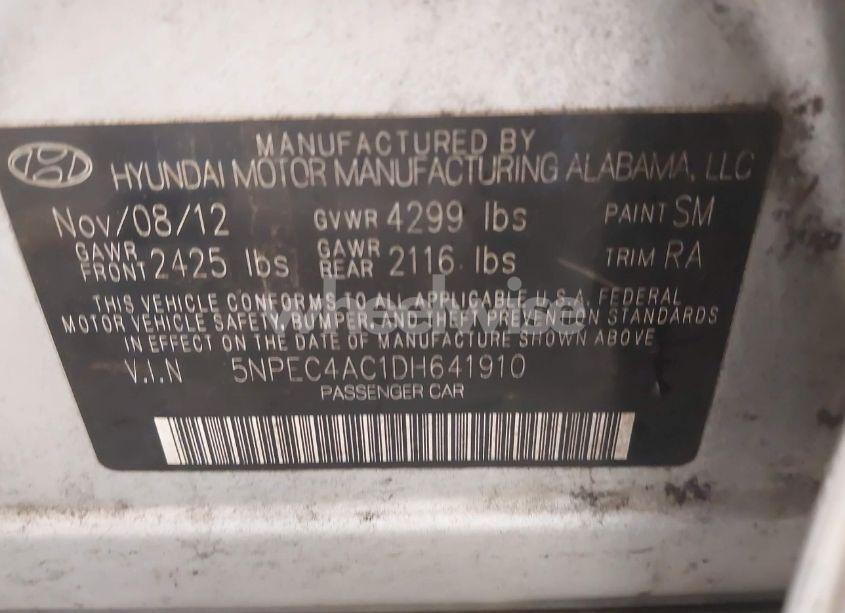 MANUFACTURED BY
HYUNDAI MOTOR MANUFACTURING ALABAMA, LLC
Nov/08/12 GVWR 4299 lbs PAINT SM
GAWR FRONT 2425 lbs GAWR REAR 2116 lbs TRIM RA
THIS VEHICLE CONFORMS TO ALL APPLICABLE U.S.A. FEDERAL
MOTOR VEHICLE SAFETY, BUMPER AND THEFT PREVENTION STANDARDS
IN EFFECT ON THE DATE OF MANUFACTURE SHOWN ABOVE
V.I.N 5NPEC4AC1DH641910
PASSENGER CAR
wheelwise